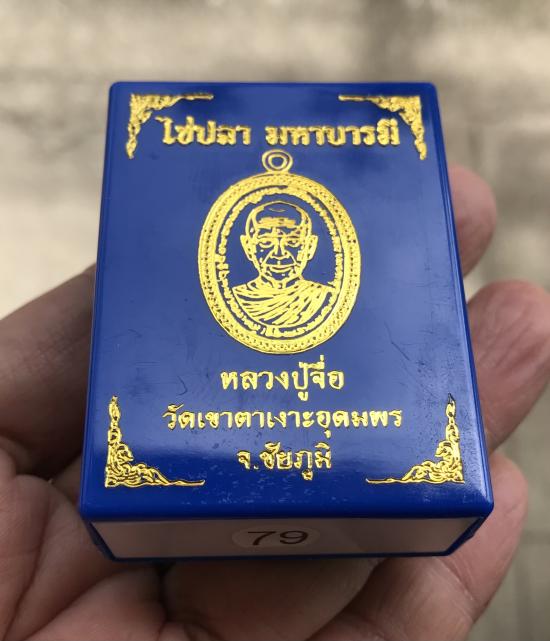 ไข่ปลา มหาบารมี
หลวงปู่จื่อ
วัดเขาตาเงาะอุดมพร
จ.ชัยภูมิ
79